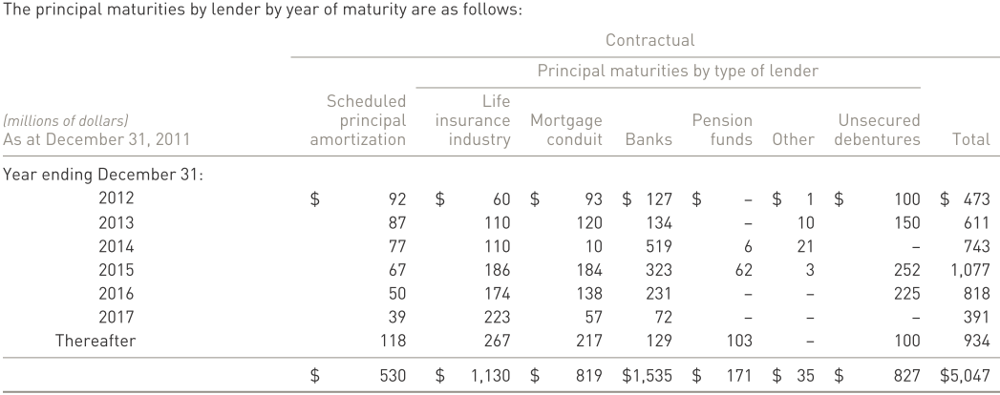 The principal maturities by lender by year of maturity are as follows:
Contractual
Principal maturities by type of lender
Scheduled Life
(millions of dollars) principal insurance Mortgage Pension Unsecured
As at December 31, 2011 amortization industry conduit Banks funds Other debentures Total
Year ending December 31:
2012 $ 92 $ 60 $ 93 $ 127 $ – $ 1 $ 100 $ 473
2013 87 110 120 134 – 10 150 611
2014 77 110 10 519 6 21 – 743
2015 67 186 184 323 62 3 252 1,077
2016 50 174 138 231 – – 225 818
2017 39 223 57 72 – – – 391
Thereafter 118 267 217 129 103 – 100 934
$ 530 $ 1,130 $ 819 $1,535 $ 171 $ 35 $ 827 $5,047